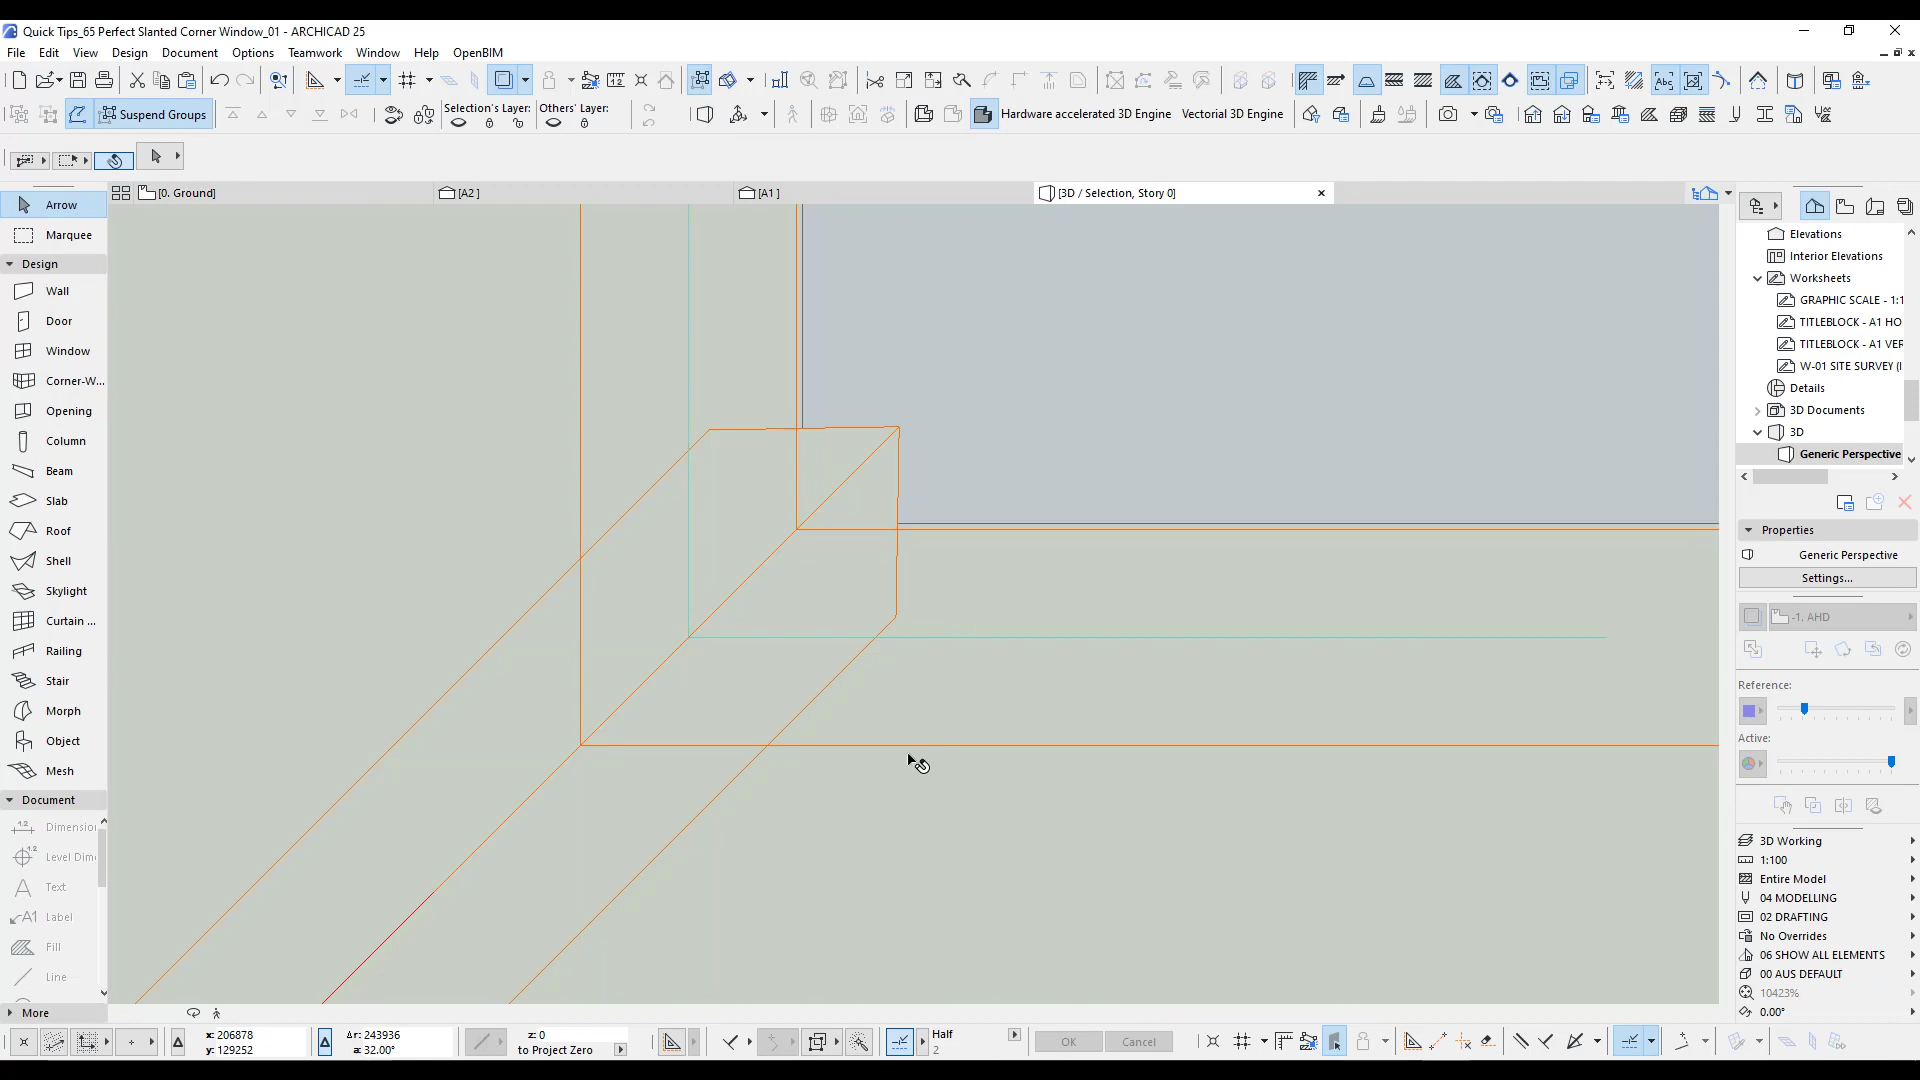 Quick Tips_65 Perfect Slanted Corner Window_01 - ARCHICAD 25
File Edit View Design Document Options Teamwork Window Help OpenBIM
Suspend Groups
Selection's Layer: Others' Layer:
Hardware accelerated 3D Engine Vectorial 3D Engine
[0. Ground] [A2 ] [A1 ] [3D / Selection, Story 0]
Arrow
Marquee
Design
Wall
Door
Window
Corner-W...
Opening
Column
Beam
Slab
Roof
Shell
Skylight
Curtain ...
Railing
Stair
Morph
Object
Mesh
Document
Dimension
Level Dim
Text
Label
Fill
Line
More
Elevations
Interior Elevations
Worksheets
GRAPHIC SCALE - 1:1
TITLEBLOCK - A1 HO
TITLEBLOCK - A1 VER
W-01 SITE SURVEY (I
Details
3D Documents
3D
Generic Perspective
Properties
Generic Perspective
Settings...
-1. AHD
Reference:
Active:
3D Working
1:100
Entire Model
04 MODELLING
02 DRAFTING
No Overrides
06 SHOW ALL ELEMENTS
00 AUS DEFAULT
10423%
0.00°
x: 206878
y: 129252
Δr: 243936
a: 32.00°
z: 0
to Project Zero
Half
2
OK Cancel